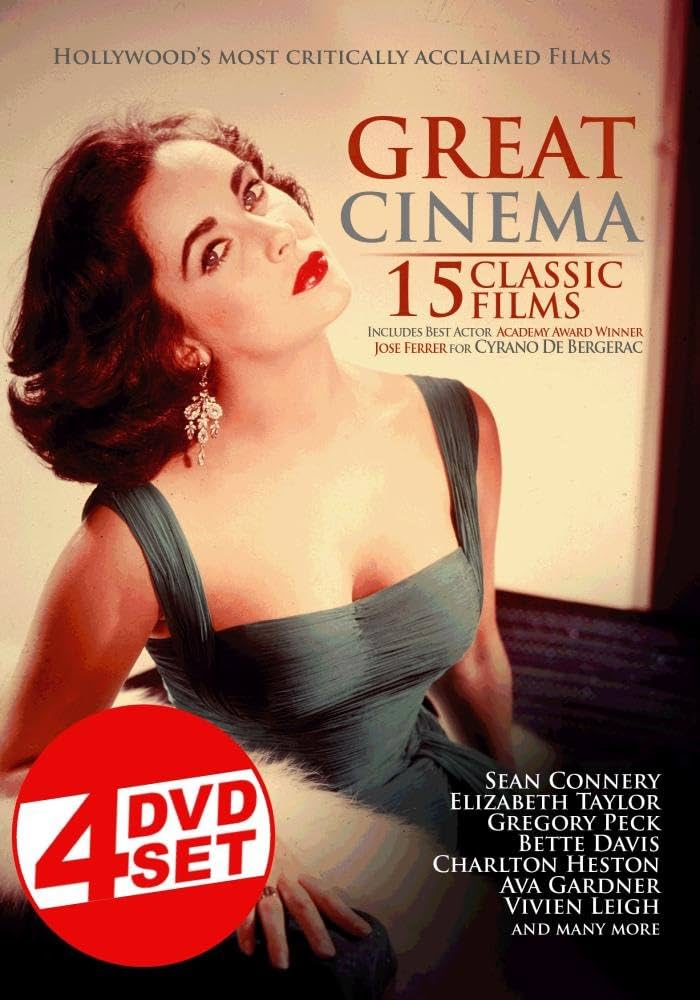 Hollywood's most critically acclaimed Films
GREAT
CINEMA
15 CLASSIC
FILMS
Includes Best Actor Academy Award Winner
Jose Ferrer for Cyrano De Bergerac
4 DVD
SET
Sean Connery
Elizabeth Taylor
Gregory Peck
Bette Davis
Charlton Heston
Ava Gardner
Vivien Leigh
and many more